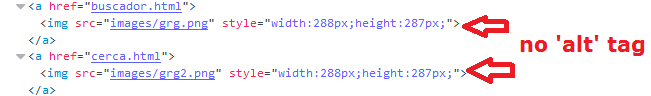 <a href="buscador.html">
<img src="images/grg.png" style="width:288px;height:287px;">
</a>
no 'alt' tag
<a href="cerca.html">
<img src="images/grg2.png" style="width:288px;height:287px;">
</a>